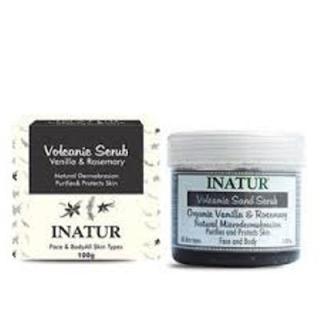 Volcanic Scrub
Vanilla & Rosemary
Natural Dermabrasion
Purifies & Protects Skin
INATUR
Face & Body All Skin Types
100g
INATUR
Volcanic Sand Scrub
Organic Vanilla & Rosemary
Natural Microdermabrasion
Purifies and Protects Skin
Face and Body